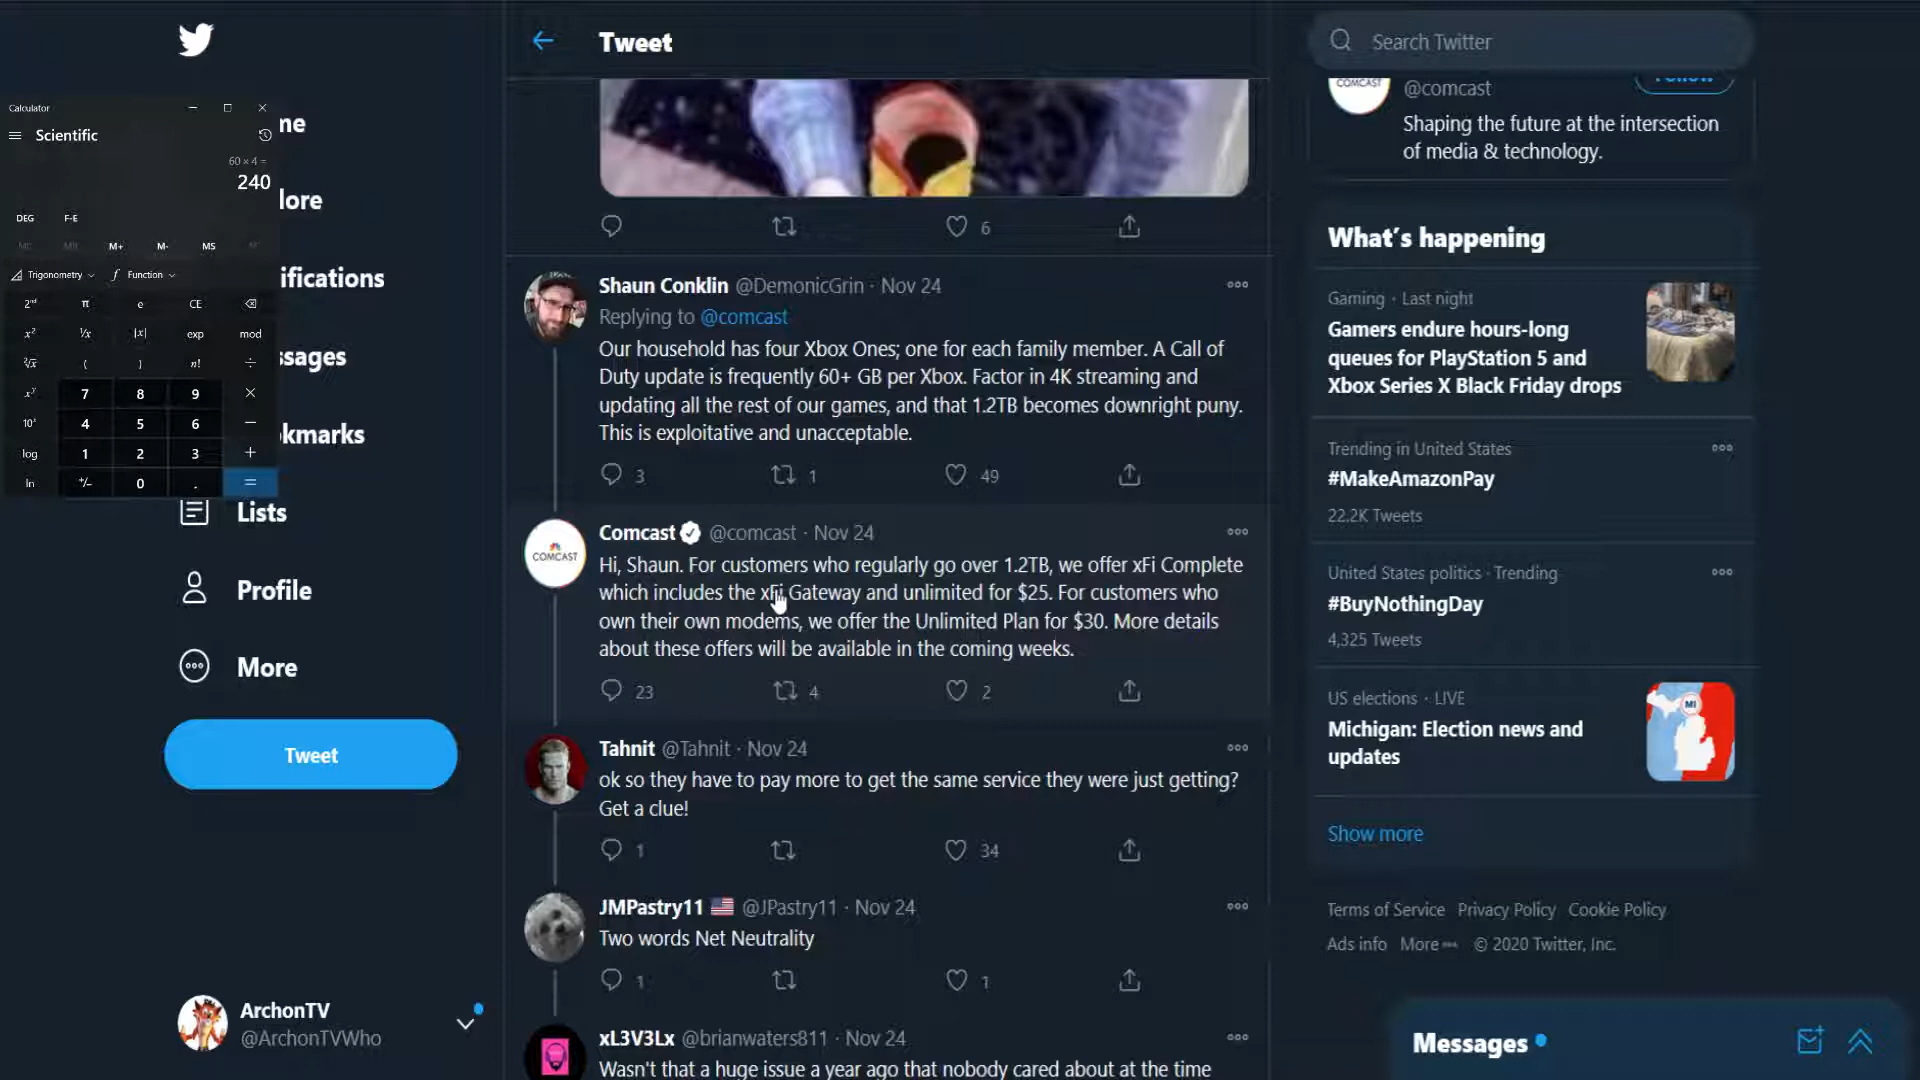 Tweet
Search Twitter
COMCAST
@comcast
Shaping the future at the intersection
of media & technology.
Calculator
Scientific
60 × 4 =
240
DEG
F-E
MC
MR
M+
M-
MS
M
Trigonometry
Function
2nd
π
e
CE
x²
¹/x
|x|
exp
mod
²√x
(
)
n!
÷
xʸ
7
8
9
×
10ˣ
4
5
6
−
log
1
2
3
+
ln
+/−
0
.
=
me
lore
ifications
ssages
kmarks
Lists
Profile
More
Tweet
ArchonTV
@ArchonTVWho
6
Shaun Conklin @DemonicGrin · Nov 24
Replying to @comcast
Our household has four Xbox Ones; one for each family member. A Call of
Duty update is frequently 60+ GB per Xbox. Factor in 4K streaming and
updating all the rest of our games, and that 1.2TB becomes downright puny.
This is exploitative and unacceptable.
3
1
49
COMCAST
Comcast @comcast · Nov 24
Hi, Shaun. For customers who regularly go over 1.2TB, we offer xFi Complete
which includes the xFi Gateway and unlimited for $25. For customers who
own their own modems, we offer the Unlimited Plan for $30. More details
about these offers will be available in the coming weeks.
23
4
2
Tahnit @Tahnit · Nov 24
ok so they have to pay more to get the same service they were just getting?
Get a clue!
1
34
JMPastry11 🇺🇸 @JPastry11 · Nov 24
Two words Net Neutrality
1
1
xL3V3Lx @brianwaters811 · Nov 24
Wasn't that a huge issue a year ago that nobody cared about at the time
What's happening
Gaming · Last night
Gamers endure hours-long
queues for PlayStation 5 and
Xbox Series X Black Friday drops
Trending in United States
#MakeAmazonPay
22.2K Tweets
United States politics · Trending
#BuyNothingDay
4,325 Tweets
US elections · LIVE
Michigan: Election news and
updates
MI
Show more
Terms of Service Privacy Policy Cookie Policy
Ads info More © 2020 Twitter, Inc.
Messages